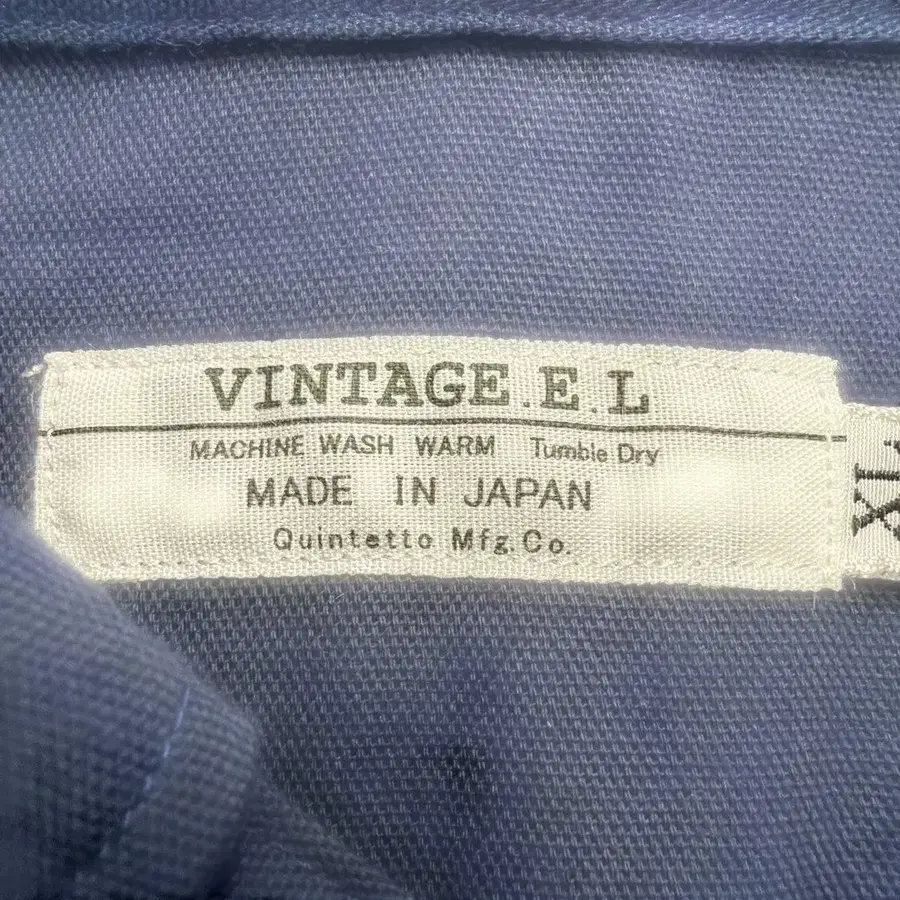 VINTAGE.E.L
MACHINE WASH WARM Tumble Dry
MADE IN JAPAN
Quintetto Mfg.Co.
XL